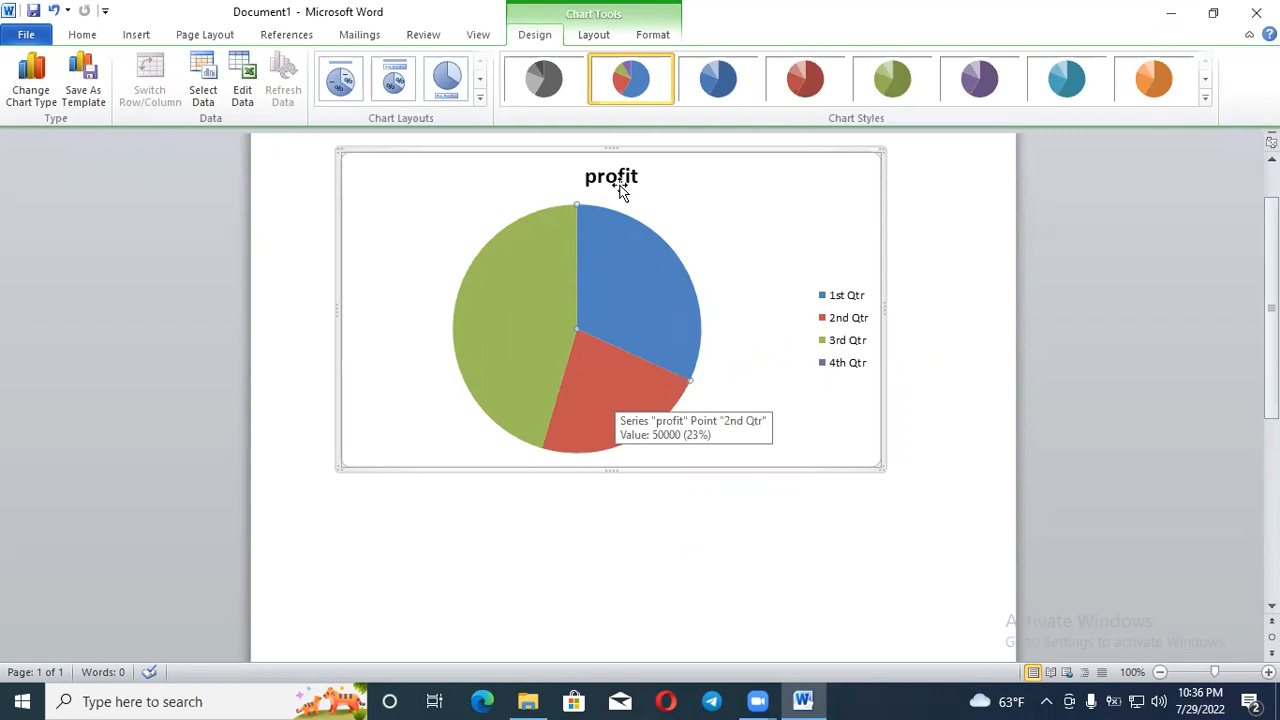 Document1 - Microsoft Word
Chart Tools
File Home Insert Page Layout References Mailings Review View Design Layout Format
Change Chart Type
Save As Template
Switch Row/Column
Select Data
Edit Data
Refresh Data
Type
Data
Chart Layouts
Chart Styles
profit
1st Qtr
2nd Qtr
3rd Qtr
4th Qtr
Series "profit" Point "2nd Qtr"
Value: 50000 (23%)
Activate Windows
Go to Settings to activate Windows.
Page: 1 of 1 Words: 0
100%
Type here to search
63°F
10:36 PM
7/29/2022
2